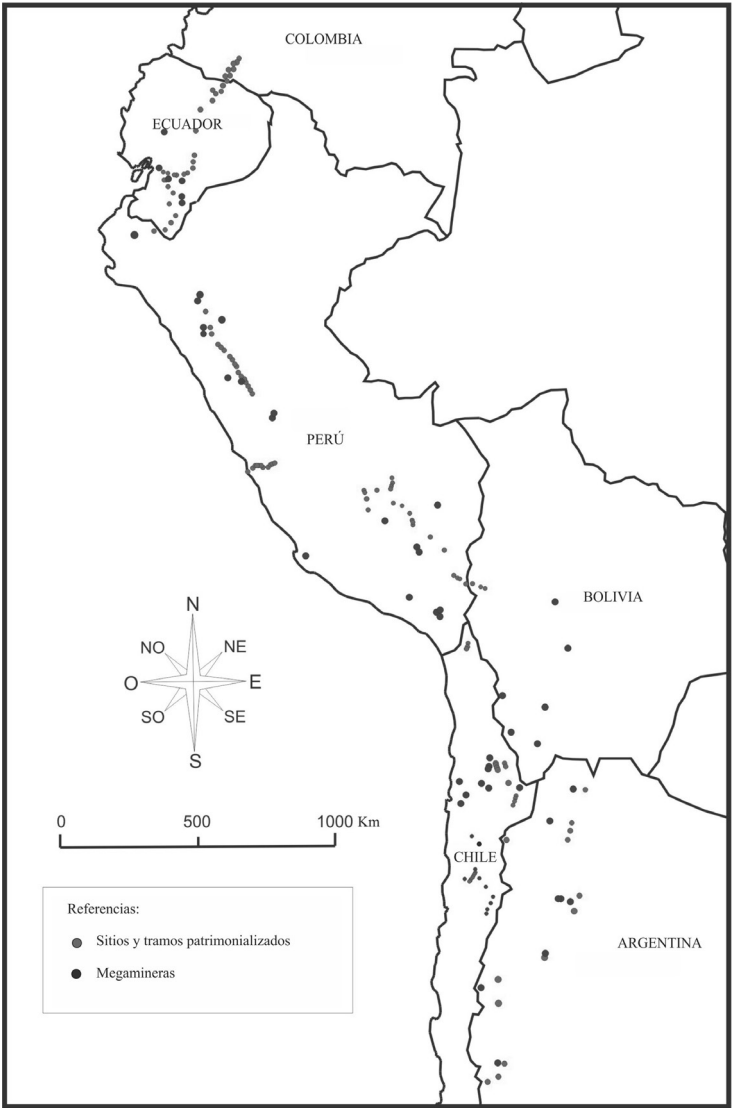 COLOMBIA
ECUADOR
PERÚ
BOLIVIA
N
NO
NE
O
E
SO
SE
S
0
500
1000 Km
CHILE
ARGENTINA
Referencias:
Sitios y tramos patrimonializados
Megamineras